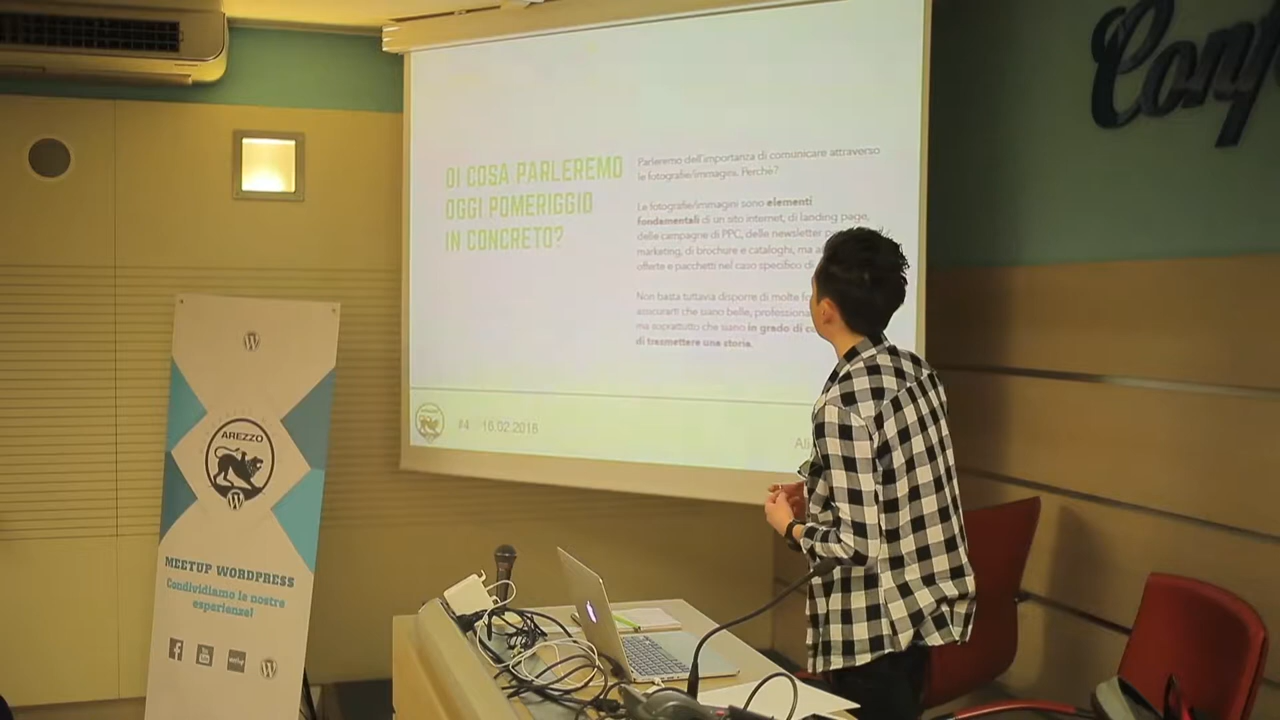 Conf
DI COSA PARLEREMO
OGGI POMERIGGIO
IN CONCRETO?
Parleremo dell'importanza di comunicare attraverso
le fotografie/immagini. Perchè?
Le fotografie/immagini sono elementi
fondamentali di un sito internet, di landing page,
delle campagne di PPC, delle newsletter
marketing, di brochure e cataloghi, ma
offerte e pacchetti nel caso specifico di
Non basta tuttavia disporre di molte
assicurarti che siano belle,
ma soprattutto che siano in grado di
di trasmettere una storia.
#4 16.02.2018
AREZZO
MEETUP WORDPRESS
Condividiamo le nostre
esperienze!